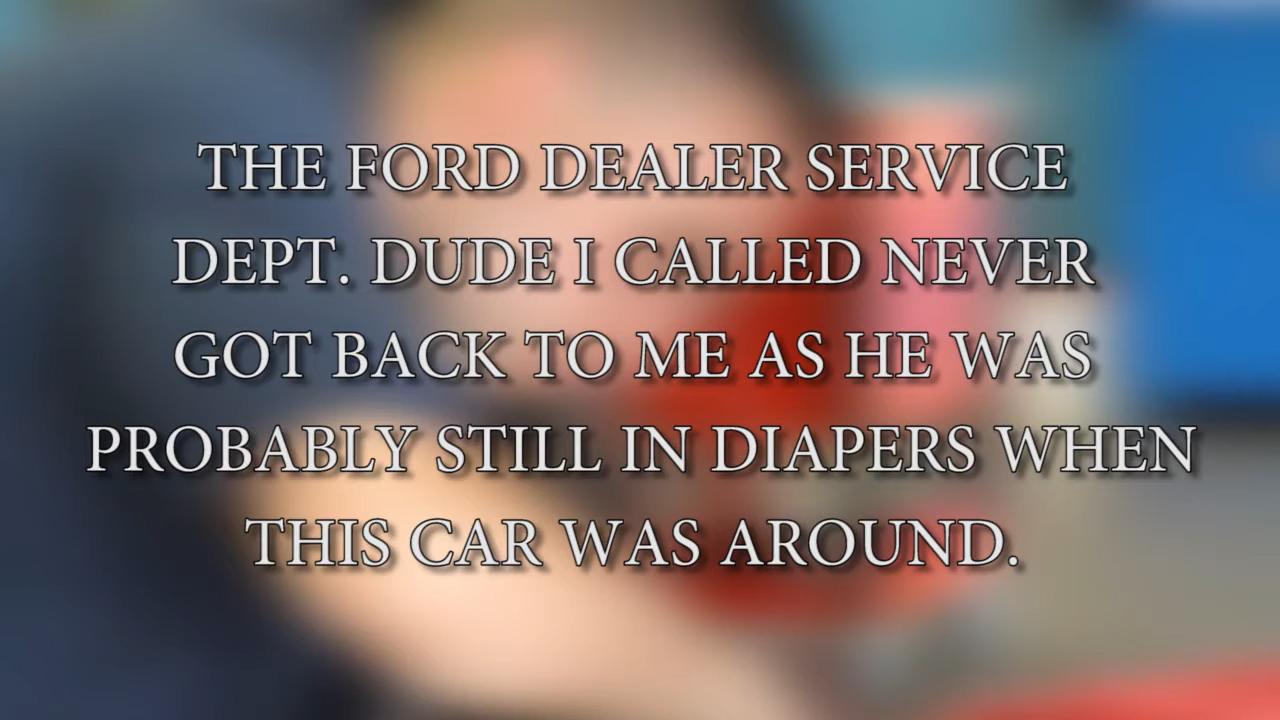 THE FORD DEALER SERVICE
DEPT. DUDE I CALLED NEVER
GOT BACK TO ME AS HE WAS
PROBABLY STILL IN DIAPERS WHEN
THIS CAR WAS AROUND.